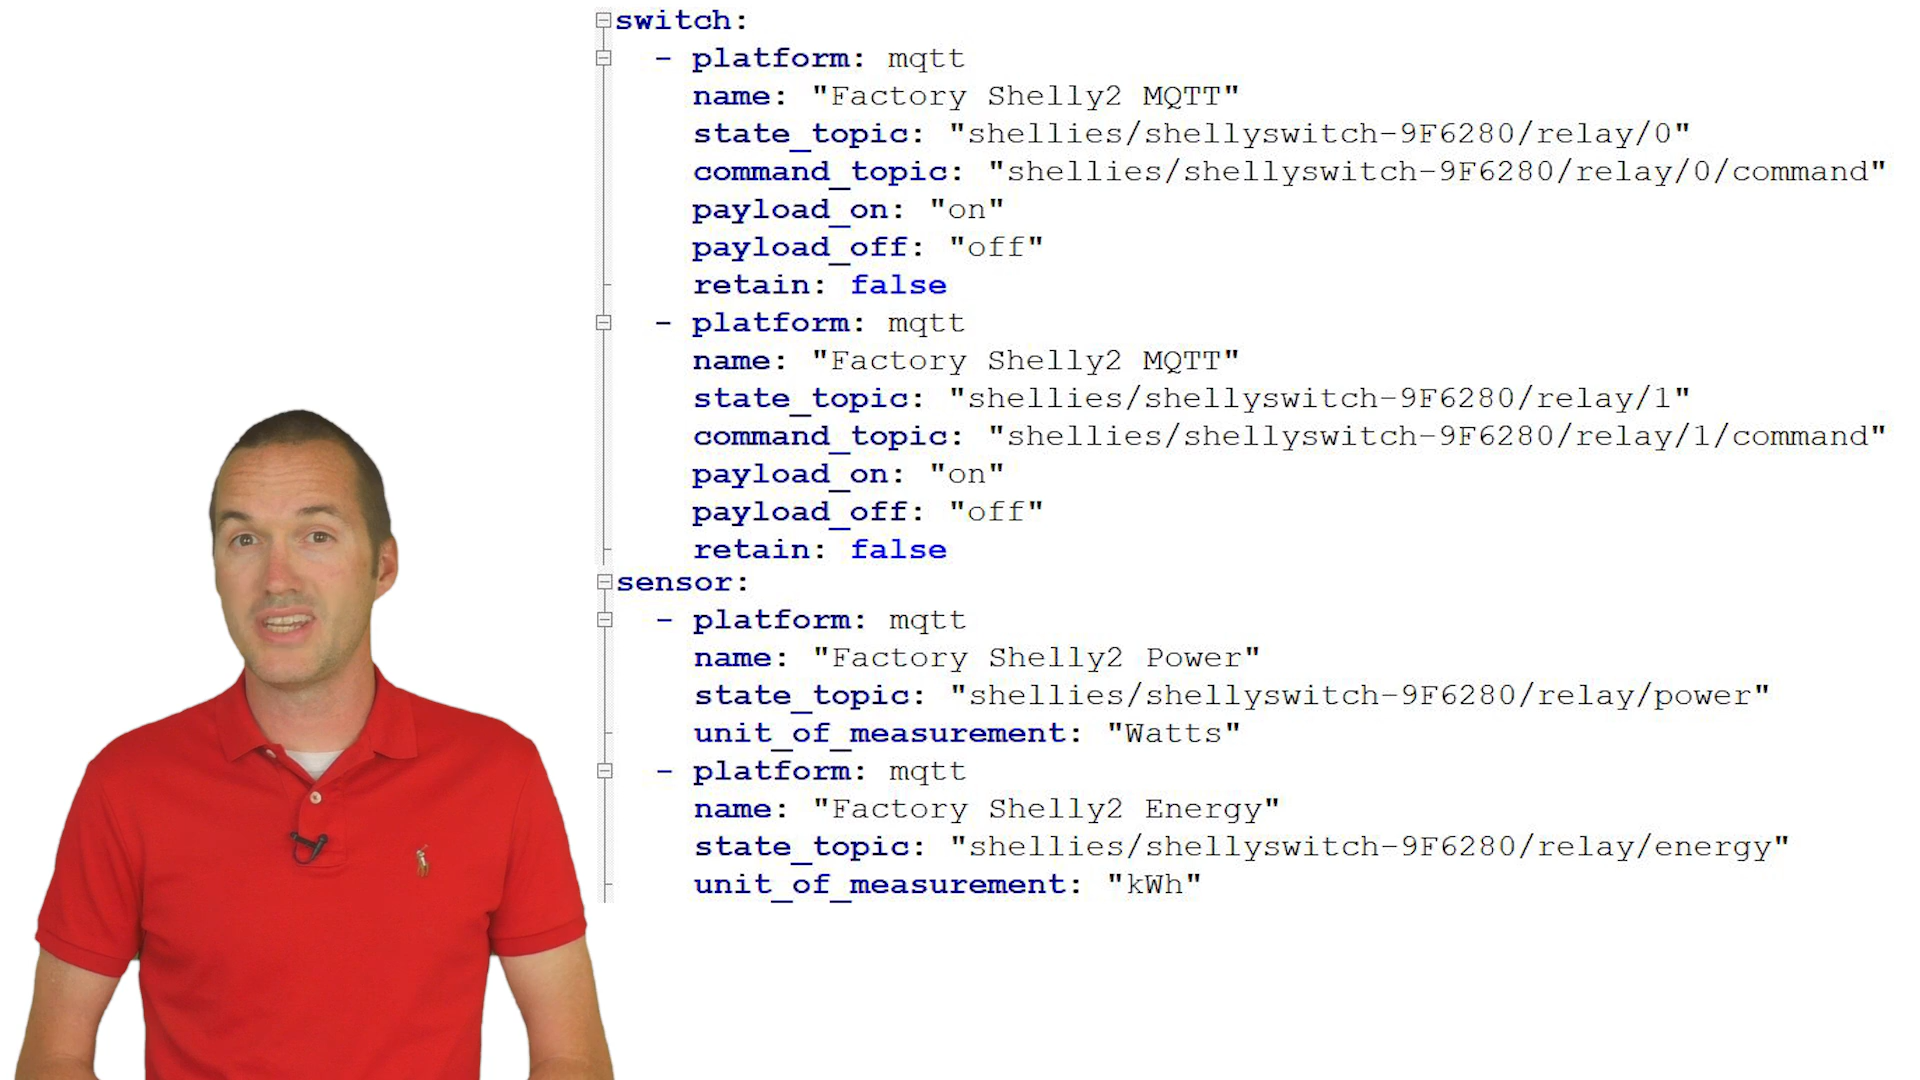 switch:
- platform: mqtt
name: "Factory Shelly2 MQTT"
state_topic: "shellies/shellyswitch-9F6280/relay/0"
command_topic: "shellies/shellyswitch-9F6280/relay/0/command"
payload_on: "on"
payload_off: "off"
retain: false
- platform: mqtt
name: "Factory Shelly2 MQTT"
state_topic: "shellies/shellyswitch-9F6280/relay/1"
command_topic: "shellies/shellyswitch-9F6280/relay/1/command"
payload_on: "on"
payload_off: "off"
retain: false
sensor:
- platform: mqtt
name: "Factory Shelly2 Power"
state_topic: "shellies/shellyswitch-9F6280/relay/power"
unit_of_measurement: "Watts"
- platform: mqtt
name: "Factory Shelly2 Energy"
state_topic: "shellies/shellyswitch-9F6280/relay/energy"
unit_of_measurement: "kWh"